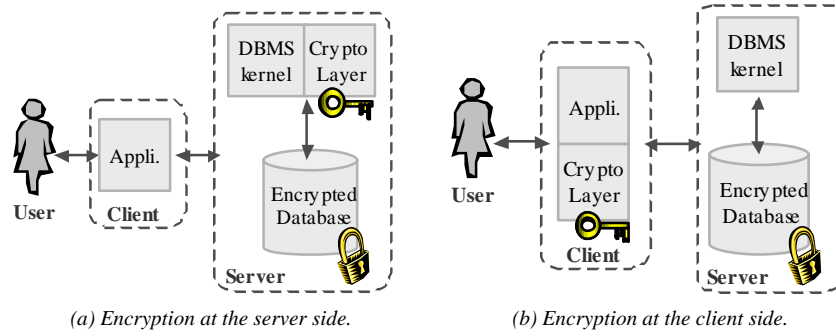 DBMS
kernel
Crypto
Layer
Appli.
User
Client
Encrypted
Database
Server
(a) Encryption at the server side.
DBMS
kernel
Appli.
Crypto
Layer
User
Client
Encrypted
Database
Server
(b) Encryption at the client side.